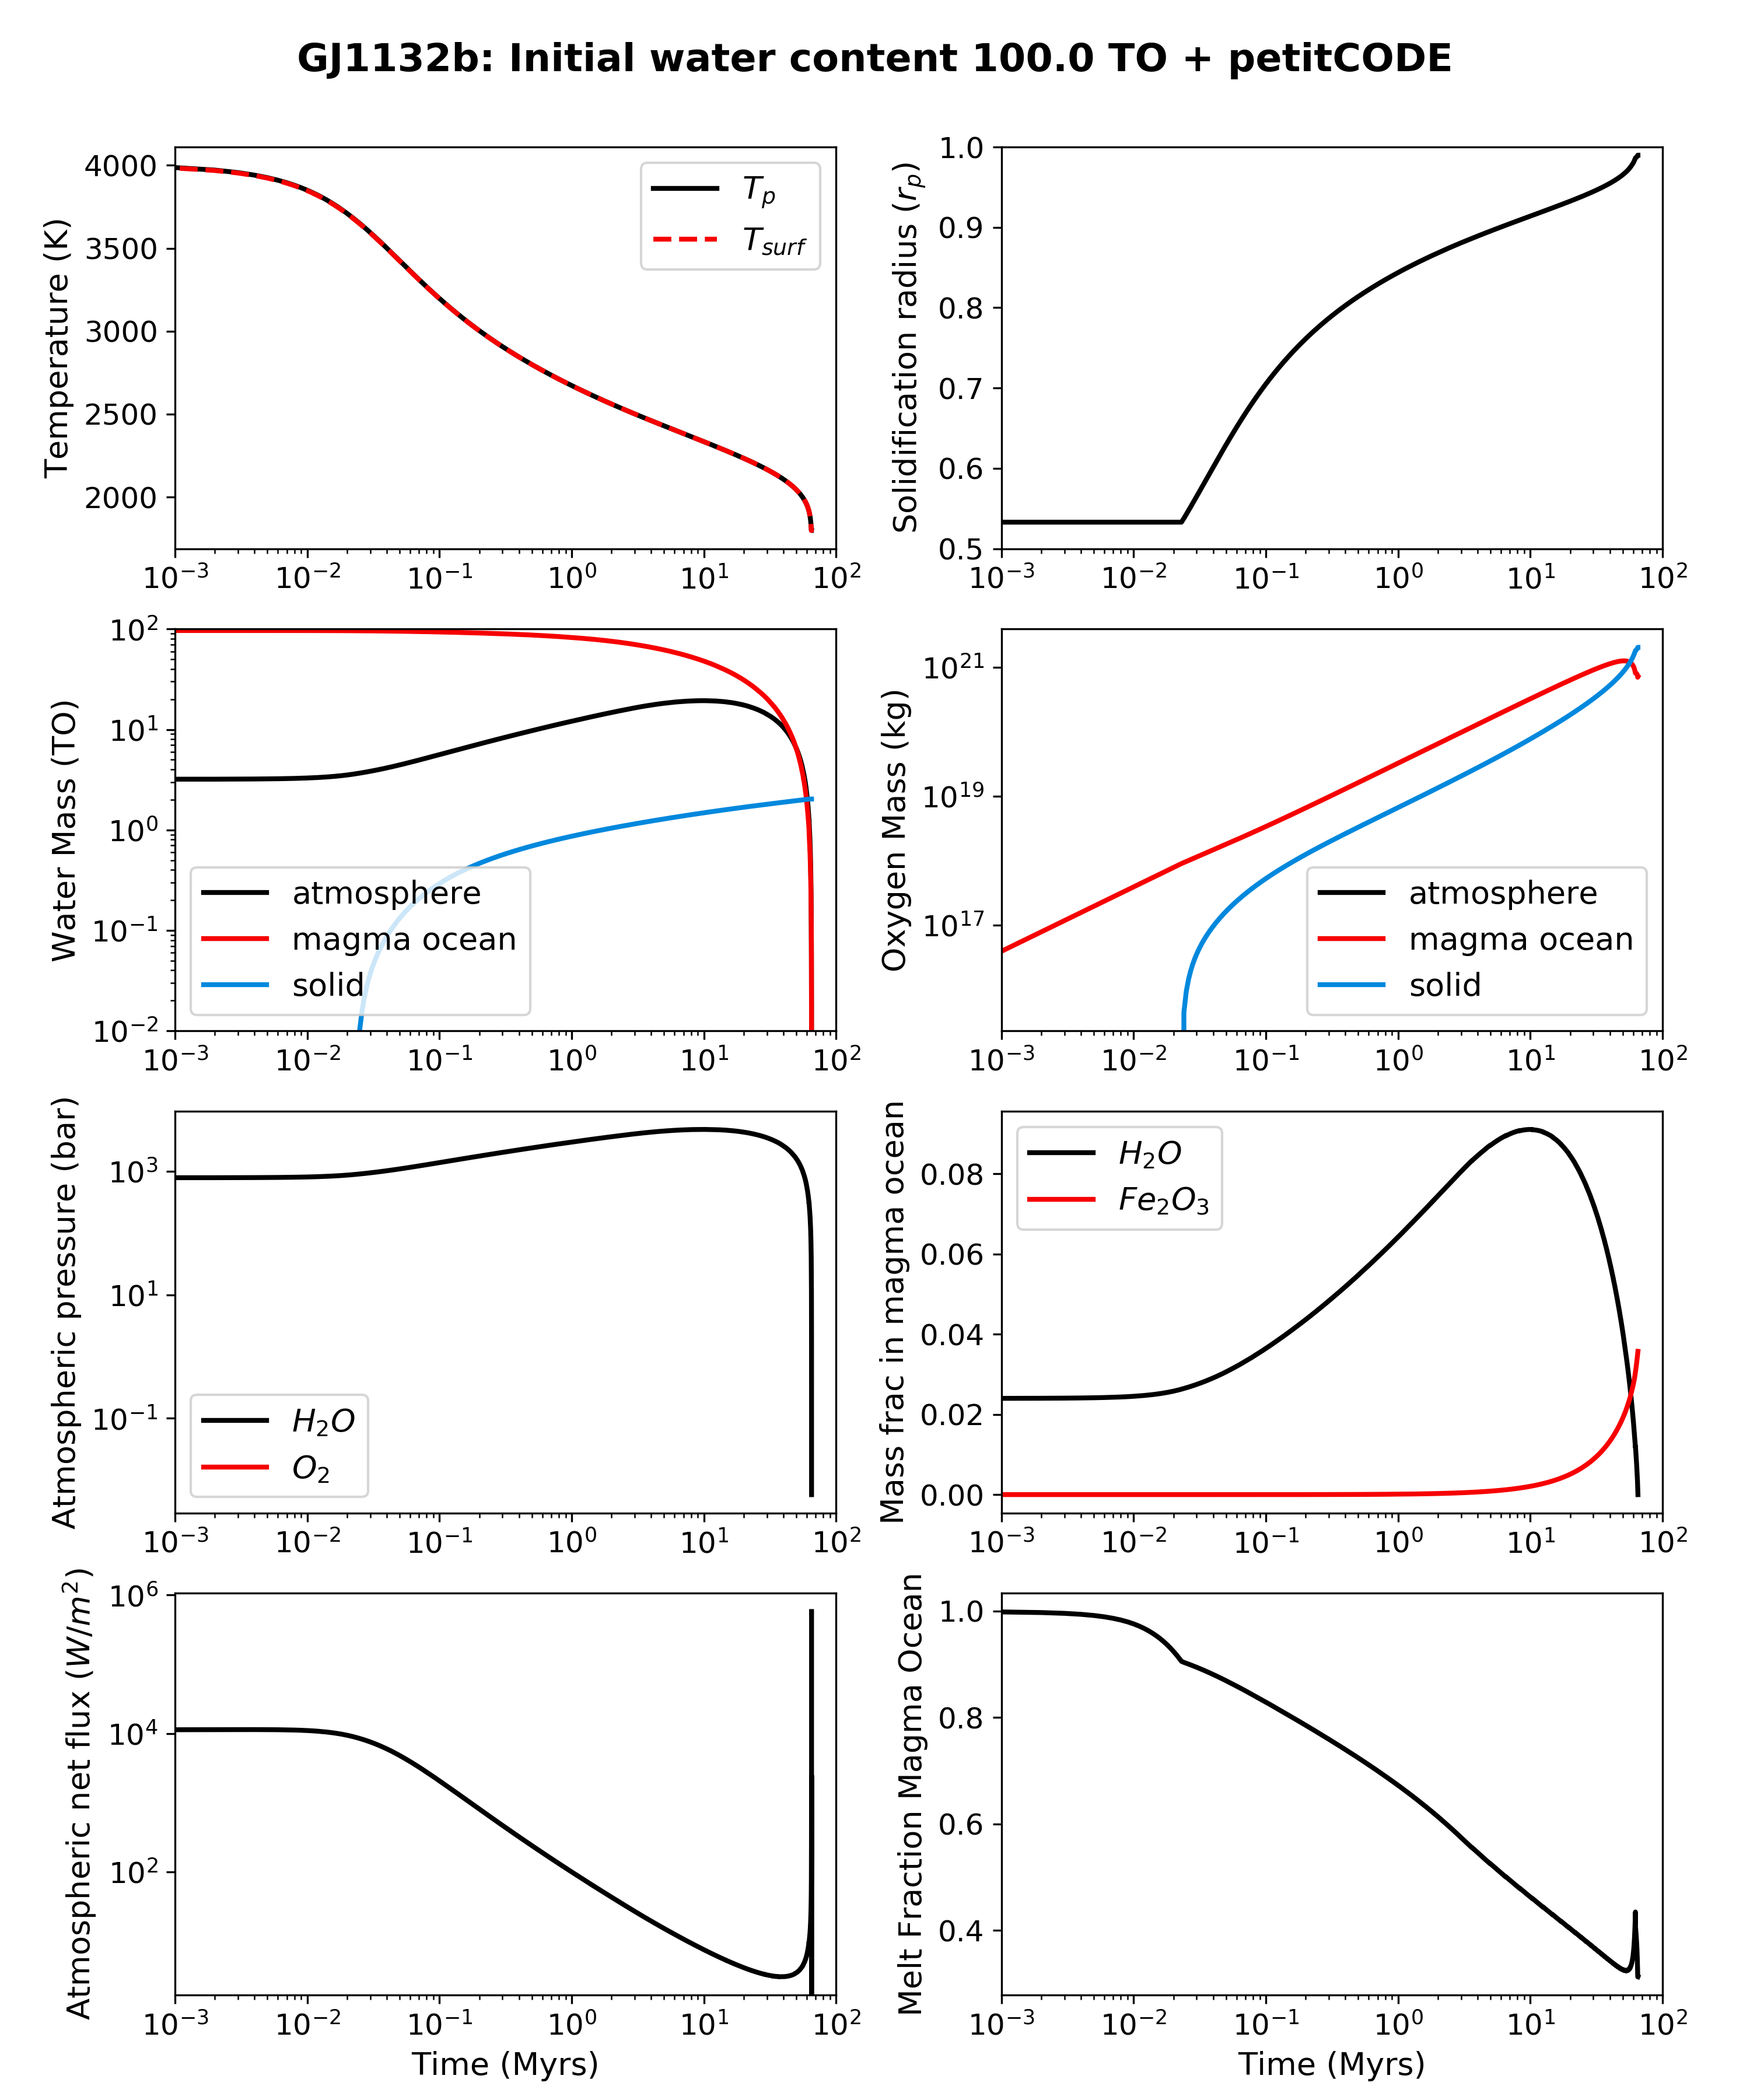 GJ1132b: Initial water content 100.0 TO + petitCODE
Temperature (K)
4000
3500
3000
2500
2000
T_p
T_surf
10^-3 10^-2 10^-1 10^0 10^1 10^2
Solidification radius (r_p)
1.0
0.9
0.8
0.7
0.6
0.5
10^-3 10^-2 10^-1 10^0 10^1 10^2
Water Mass (TO)
10^2
10^1
10^0
10^-1
10^-2
atmosphere
magma ocean
solid
10^-3 10^-2 10^-1 10^0 10^1 10^2
Oxygen Mass (kg)
10^21
10^19
10^17
atmosphere
magma ocean
solid
10^-3 10^-2 10^-1 10^0 10^1 10^2
Atmospheric pressure (bar)
10^3
10^1
10^-1
H_2O
O_2
10^-3 10^-2 10^-1 10^0 10^1 10^2
Mass frac in magma ocean
0.08
0.06
0.04
0.02
0.00
H_2O
Fe_2O_3
10^-3 10^-2 10^-1 10^0 10^1 10^2
Atmospheric net flux (W/m^2)
10^6
10^4
10^2
10^-3 10^-2 10^-1 10^0 10^1 10^2
Time (Myrs)
Melt Fraction Magma Ocean
1.0
0.8
0.6
0.4
10^-3 10^-2 10^-1 10^0 10^1 10^2
Time (Myrs)